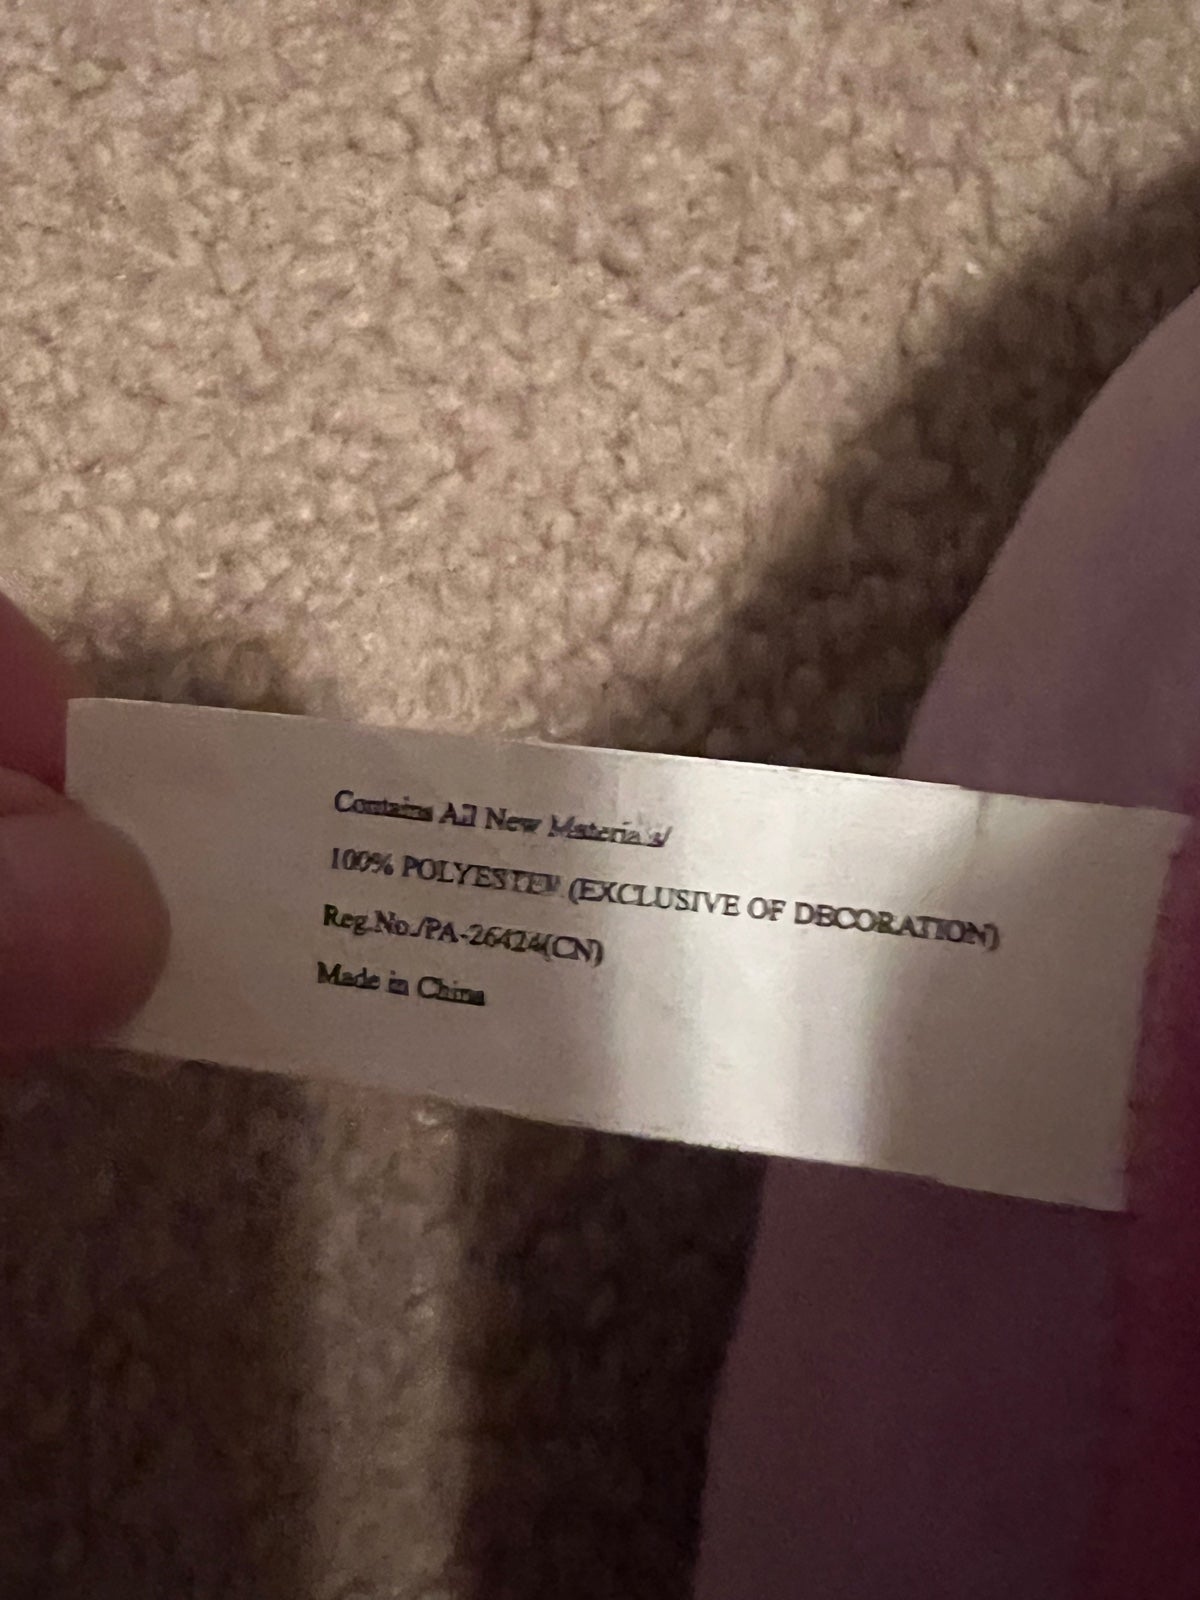 Contains All New Materials/
100% POLYESTER (EXCLUSIVE OF DECORATION)
Reg.No./PA-26424(CN)
Made in China